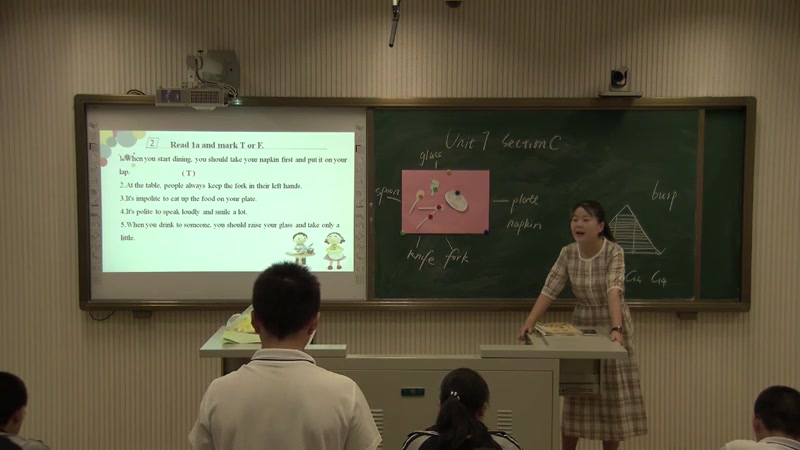 2
Read 1a and mark T or F.
1.When you start dining, you should take your napkin first and put it on your
lap. (T)
2.At the table, people always keep the fork in their left hands.
3.It's impolite to eat up the food on your plate.
4.It's polite to speak loudly and smile a lot.
5.When you drink to someone, you should raise your glass and take only a
little.
Unit 7 Section C
glass
spoon
plate
napkin
knife
fork
burp
G4